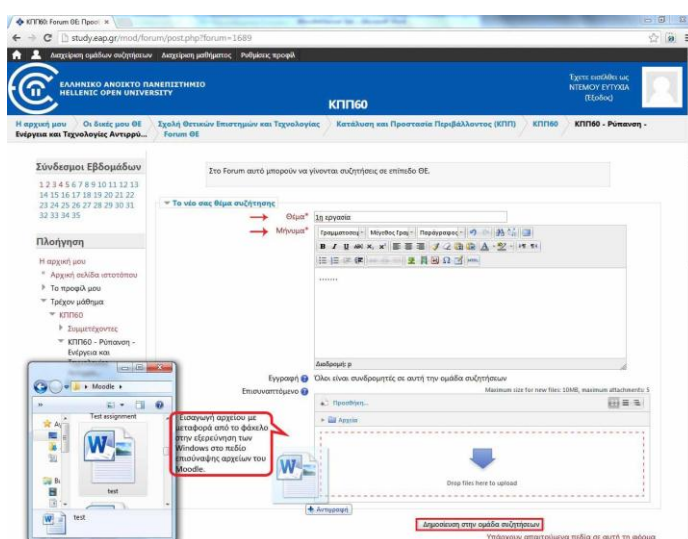 ΚΠΠ60: Forum ΘΕ: Προσθ
study.eap.gr/mod/forum/post.php?forum=1689
Διαχείριση ομάδων συζητήσεων Διαχείριση μαθήματος Ρυθμίσεις προφίλ
ΕΛΛΗΝΙΚΟ ΑΝΟΙΚΤΟ ΠΑΝΕΠΙΣΤΗΜΙΟ
HELLENIC OPEN UNIVERSITY
ΚΠΠ60
Έχετε εισέλθει ως
ΝΤΕΜΟΥ ΕΥΤΥΧΙΑ
(Έξοδος)
Η αρχική μου Οι δικές μου ΘΕ Σχολή Θετικών Επιστημών και Τεχνολογίας Κατάλυση και Προστασία Περιβάλλοντος (ΚΠΠ) ΚΠΠ60 ΚΠΠ60 - Ρύπανση -
Ενέργεια και Τεχνολογίες Αντιρρύ... Forum ΘΕ
Σύνδεσμοι Εβδομάδων
1 2 3 4 5 6 7 8 9 10 11 12 13
14 15 16 17 18 19 20 21 22
23 24 25 26 27 28 29 30 31
32 33 34 35
Στο Forum αυτό μπορούν να γίνονται συζητήσεις σε επίπεδο ΘΕ.
Το νέο σας θέμα συζήτησης
Θέμα* 1η εργασία
Μήνυμα*
Γραμματοσειρ Μέγεθος Γραμ Παράγραφος
Διαδρομή: p
Πλοήγηση
Η αρχική μου
Αρχική σελίδα ιστοτόπου
Το προφίλ μου
Τρέχον μάθημα
ΚΠΠ60
Συμμετέχοντες
ΚΠΠ60 - Ρύπανση -
Ενέργεια και
Εγγραφή Όλοι είναι συνδρομητές σε αυτή την ομάδα συζητήσεων
Επισυναπτόμενο Maximum size for new files: 10MB, maximum attachments: 5
Προσθήκη...
Αρχεία
Drop files here to upload
Moodle
Test assignment
test
test
Εισαγωγή αρχείου με
μεταφορά από το φάκελο
στην εξερεύνηση των
Windows στο πεδίο
επισύναψης αρχείων του
Moodle.
Αντιγραφή
Δημοσίευση στην ομάδα συζητήσεων
Υπάρχουν απαιτούμενα πεδία σε αυτή τη φόρμα